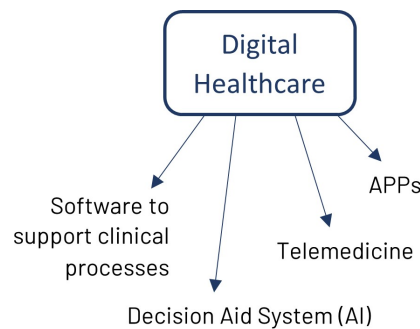 Digital
Healthcare
APPs
Software to
support clinical
processes
Telemedicine
Decision Aid System (AI)